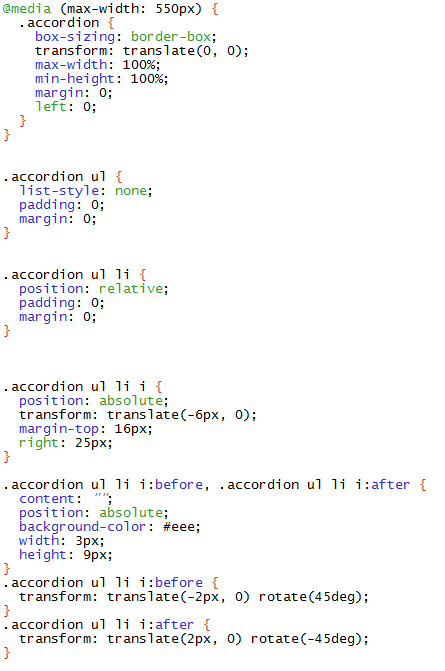 @media (max-width: 550px) {
  .accordion {
    box-sizing: border-box;
    transform: translate(0, 0);
    max-width: 100%;
    min-height: 100%;
    margin: 0;
    left: 0;
  }
}
.accordion ul {
  list-style: none;
  padding: 0;
  margin: 0;
}
.accordion ul li {
  position: relative;
  padding: 0;
  margin: 0;
}
.accordion ul li i {
  position: absolute;
  transform: translate(-6px, 0);
  margin-top: 16px;
  right: 25px;
}
.accordion ul li i:before, .accordion ul li i:after {
  content: "";
  position: absolute;
  background-color: #eee;
  width: 3px;
  height: 9px;
}
.accordion ul li i:before {
  transform: translate(-2px, 0) rotate(45deg);
}
.accordion ul li i:after {
  transform: translate(2px, 0) rotate(-45deg);
}